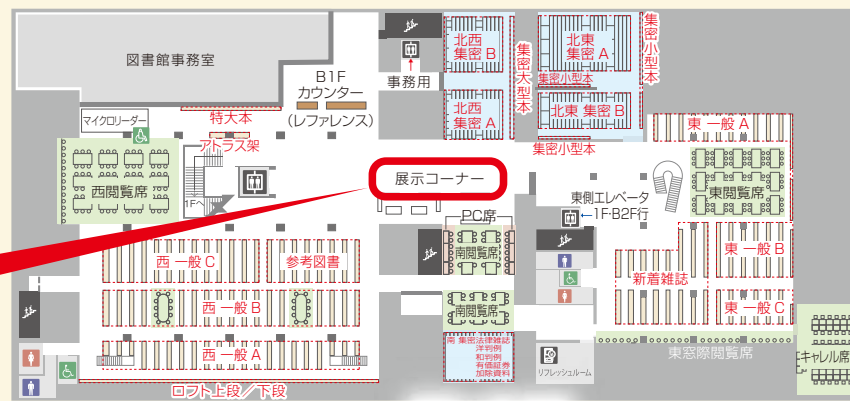 図書館事務室
事務用
北西
集密 B
集密大型本
北東
集密 A
集密小型本
集密小型本
B1F
カウンター
(レファレンス)
特大本
マイクロリーダー
アトラス架
北西
集密 A
北東 集密 B
集密小型本
東 一般 A
西閲覧席
1Fへ
展示コーナー
東側エレベータ
←1F・B2F行
東閲覧席
PC席
南閲覧席
西 一般 C
参考図書
新着雑誌
東 一般 B
西 一般 B
南閲覧席
東 一般 C
西 一般 A
南 集密法律雑誌
洋判例
和判例
有価証券
加除資料
リフレッシュルーム
東窓際閲覧席
キャレル席
ロフト上段/下段